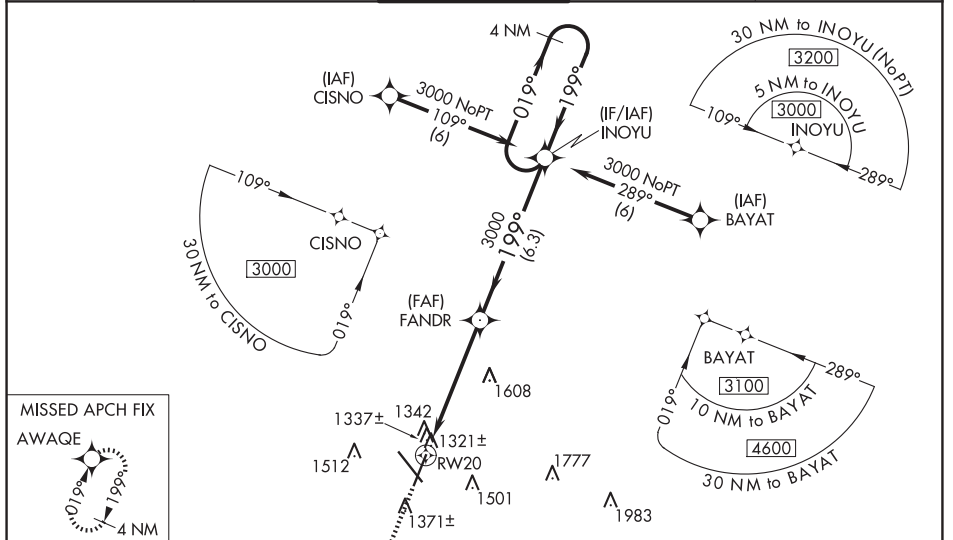 4 NM
019°
199°
(IAF)
CISNO
3000 NoPT
109°
(6)
(IF/IAF)
INOYU
30 NM to INOYU (NoPT)
3200
5 NM to INOYU
3000
INOYU
109°
289°
3000 NoPT
289°
(6)
(IAF)
BAYAT
109°
CISNO
3000
30 NM to CISNO
019°
3000
199°
(6.3)
(FAF)
FANDR
BAYAT
289°
3100
10 NM to BAYAT
019°
4600
30 NM to BAYAT
1608
1342
1337±
1321±
RW20
1512
1501
1777
1983
1371±
MISSED APCH FIX
AWAQE
019°
199°
4 NM